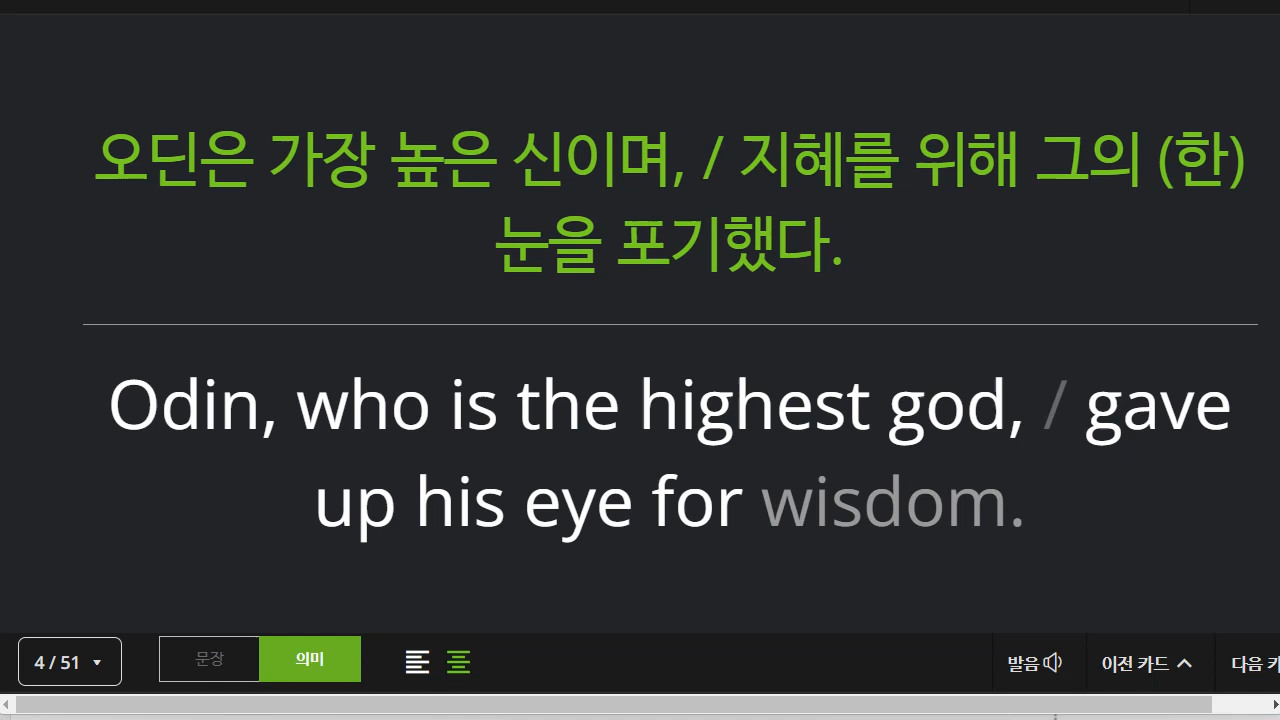 오딘은 가장 높은 신이며, / 지혜를 위해 그의 (한)
눈을 포기했다.
Odin, who is the highest god, / gave
up his eye for wisdom.
4 / 51 문장 의미 발음 이전 카드 다음